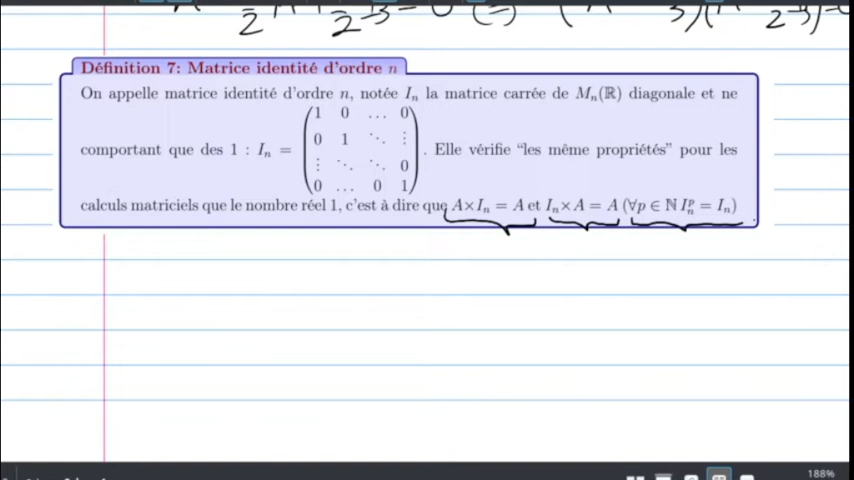 Définition 7: Matrice identité d'ordre n
On appelle matrice identité d'ordre n, notée Iₙ la matrice carrée de Mₙ(ℝ) diagonale et ne
1 0 … 0
0 1 ⋱ ⋮
comportant que des 1 : Iₙ = . Elle vérifie “les même propriétés” pour les
⋮ ⋱ ⋱ 0
0 … 0 1
calculs matriciels que le nombre réel 1, c'est à dire que A×Iₙ = A et Iₙ×A = A (∀p ∈ ℕ Iₙᵖ = Iₙ)
188%